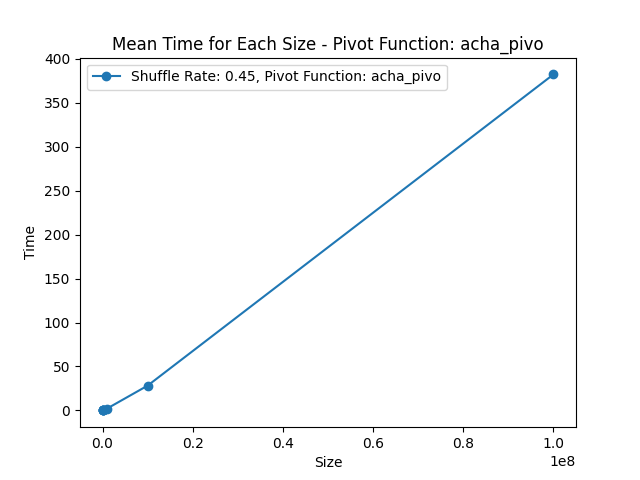 Mean Time for Each Size - Pivot Function: acha_pivo
Shuffle Rate: 0.45, Pivot Function: acha_pivo
400
350
300
250
200
150
100
50
0
Time
0.0 0.2 0.4 0.6 0.8 1.0
1e8
Size